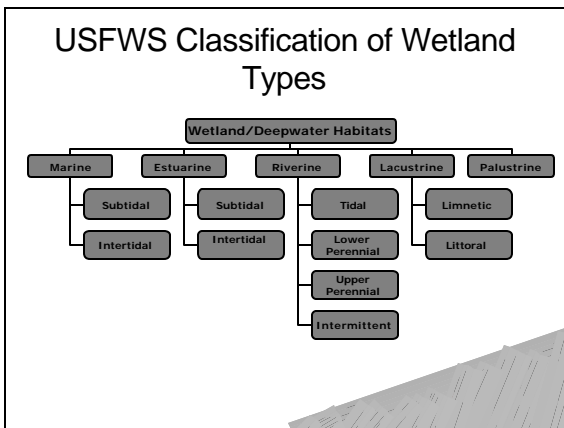 USFWS Classification of Wetland
Types
Wetland/Deepwater Habitats
Marine
Estuarine
Riverine
Lacustrine
Palustrine
Subtidal
Intertidal
Subtidal
Intertidal
Tidal
Lower
Perennial
Upper
Perennial
Intermittent
Limnetic
Littoral